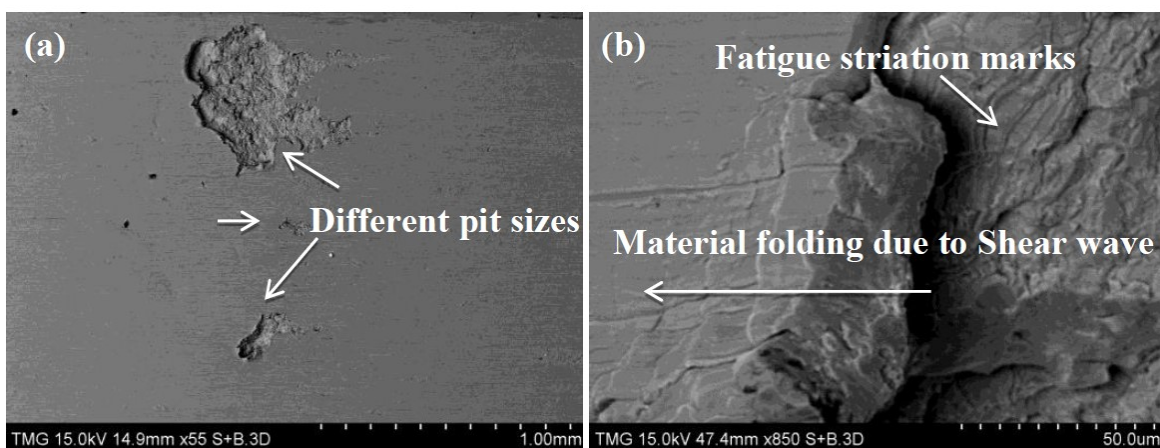 (a)
Different pit sizes
TMG 15.0kV 14.9mm x55 S+B.3D 1.00mm
(b)
Fatigue striation marks
Material folding due to Shear wave
TMG 15.0kV 47.4mm x850 S+B.3D 50.0um